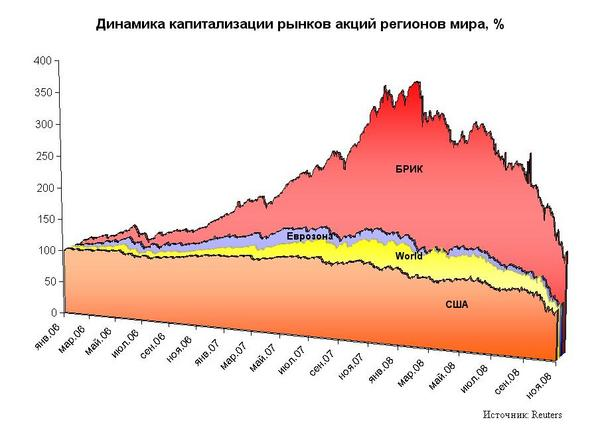 Динамика капитализации рынков акций регионов мира, %
400
350
300
250
200
150
100
50
0
БРИК
Еврозона
World
США
янв.06
мар.06
май.06
июл.06
сен.06
ноя.06
янв.07
мар.07
май.07
июл.07
сен.07
ноя.07
янв.08
мар.08
май.08
июл.08
сен.08
ноя.08
Источник: Reuters